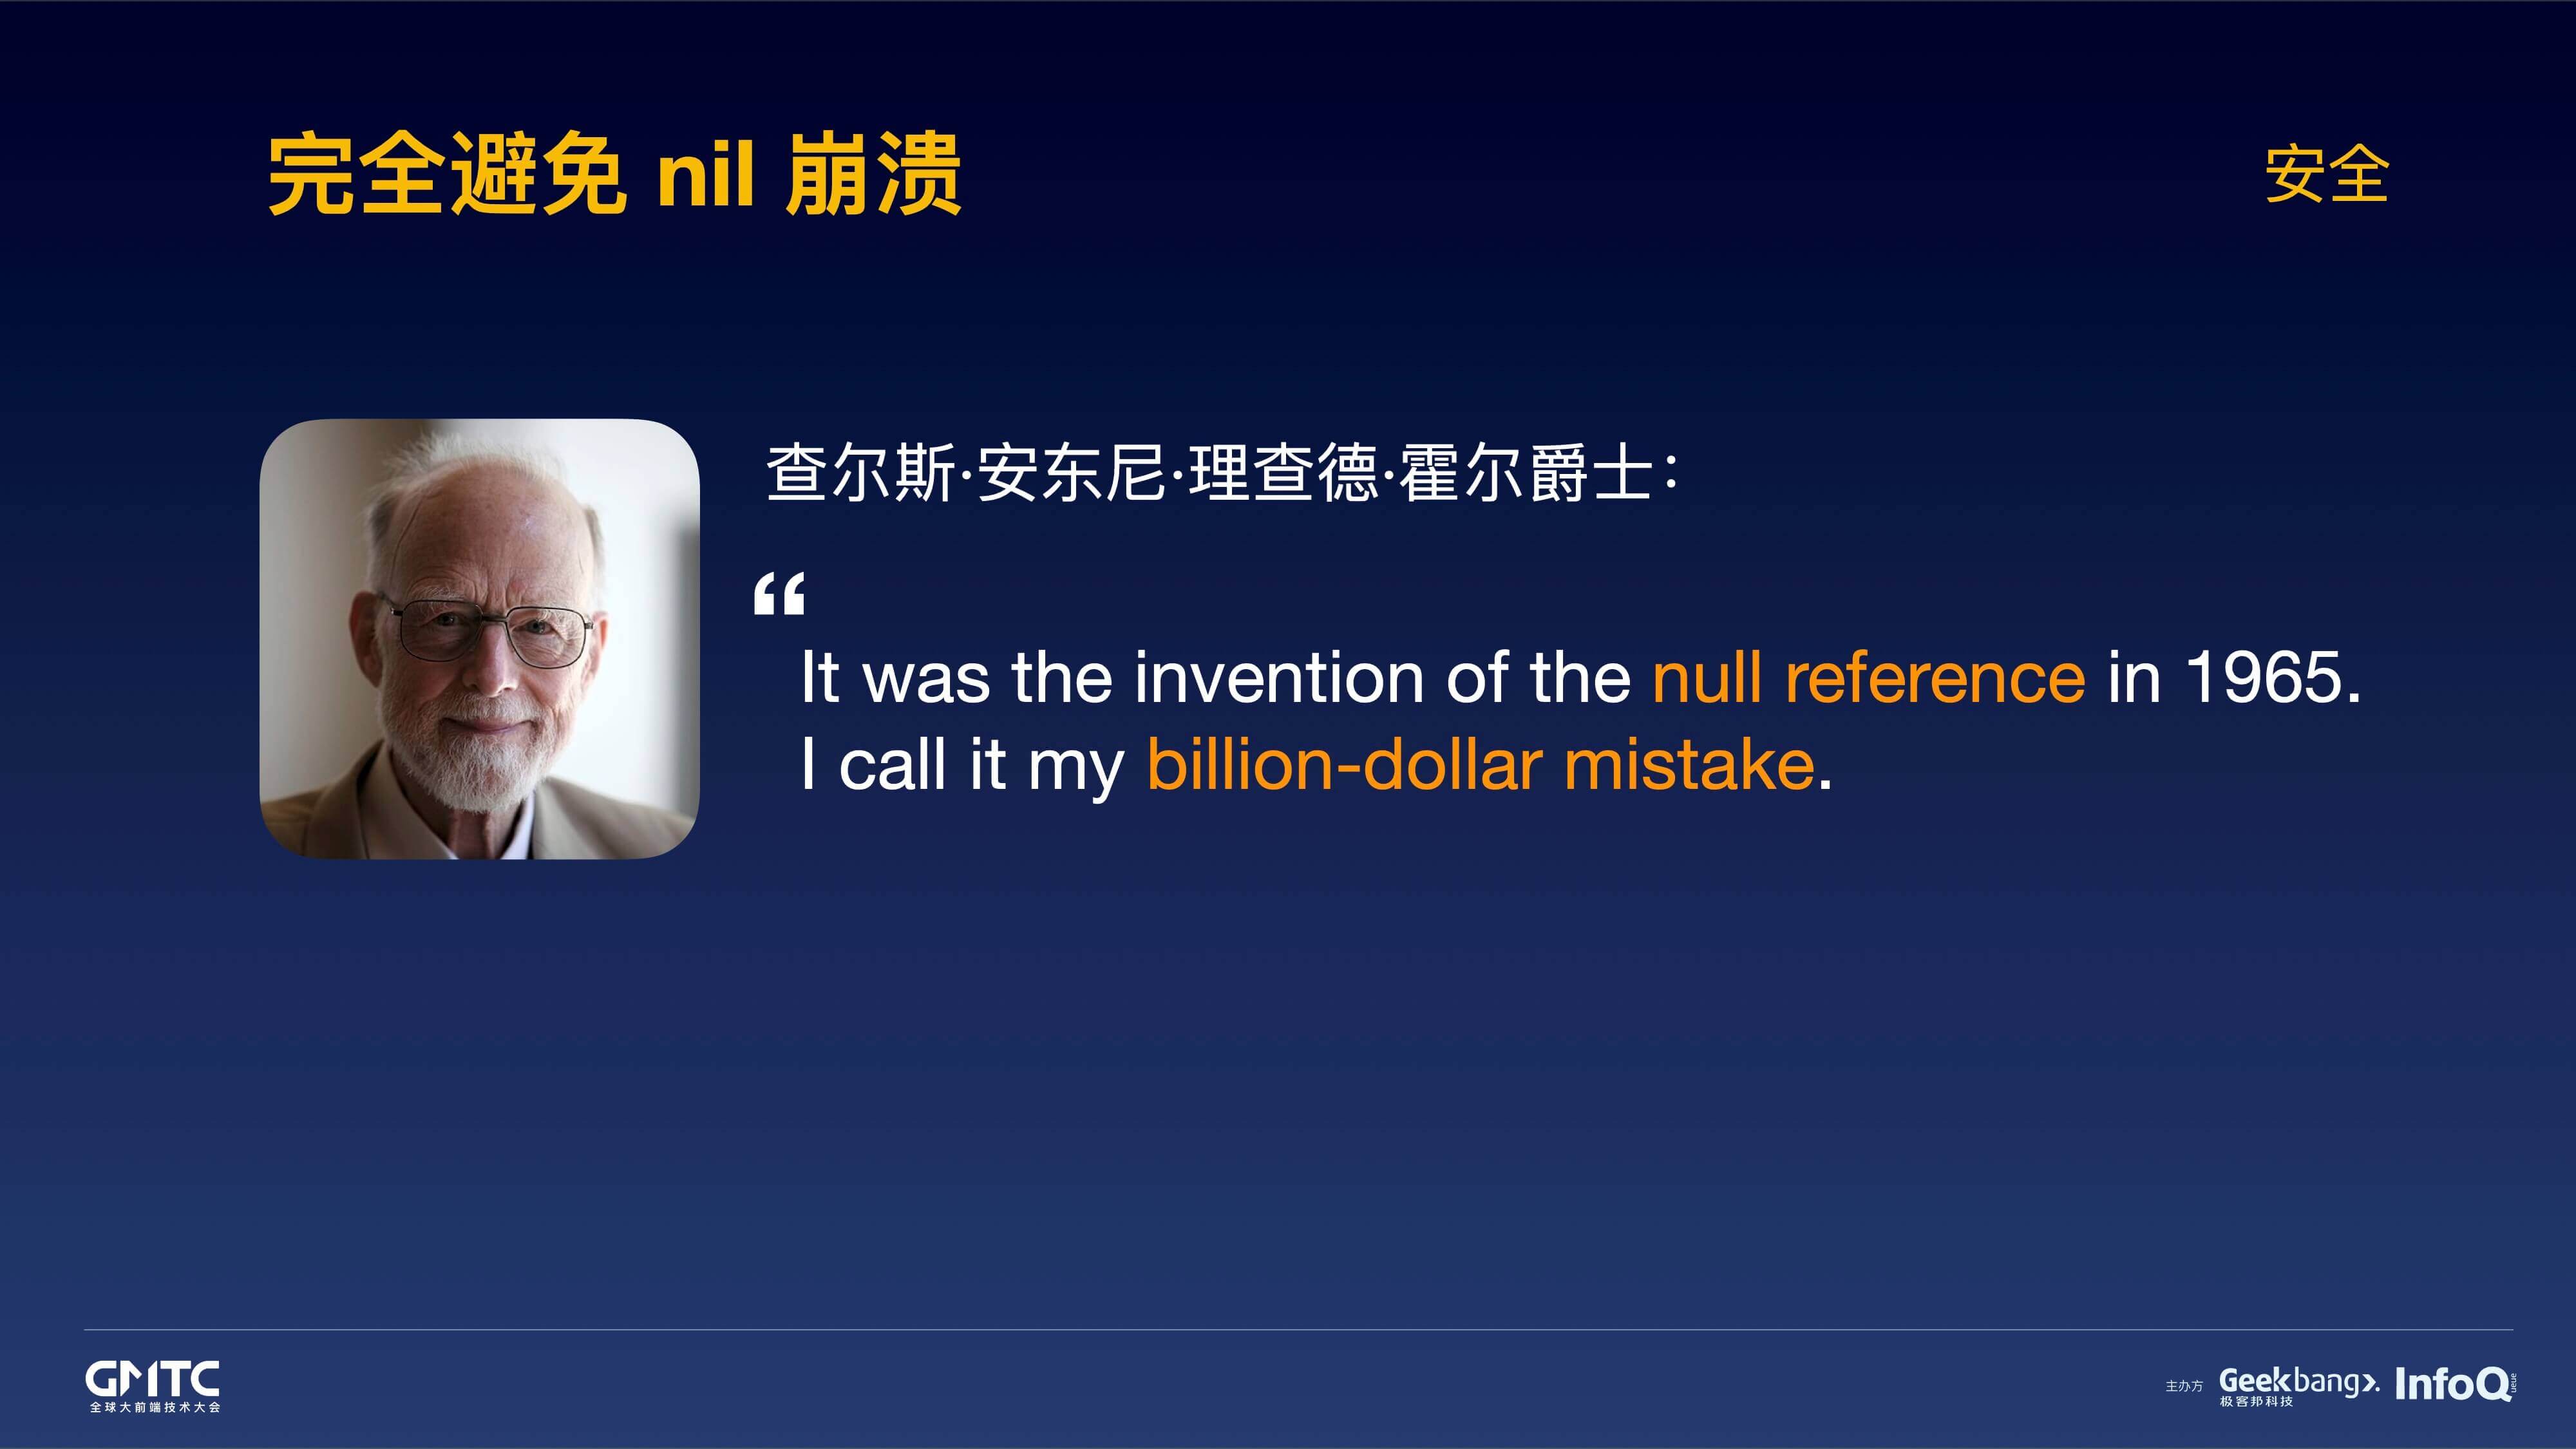 完全避免 nil 崩溃
安全
查尔斯·安东尼·理查德·霍尔爵士：
“
It was the invention of the null reference in 1965.
I call it my billion-dollar mistake.
GMTC
全球大前端技术大会
主办方
Geekbang>.
极客邦科技
InfoQueue